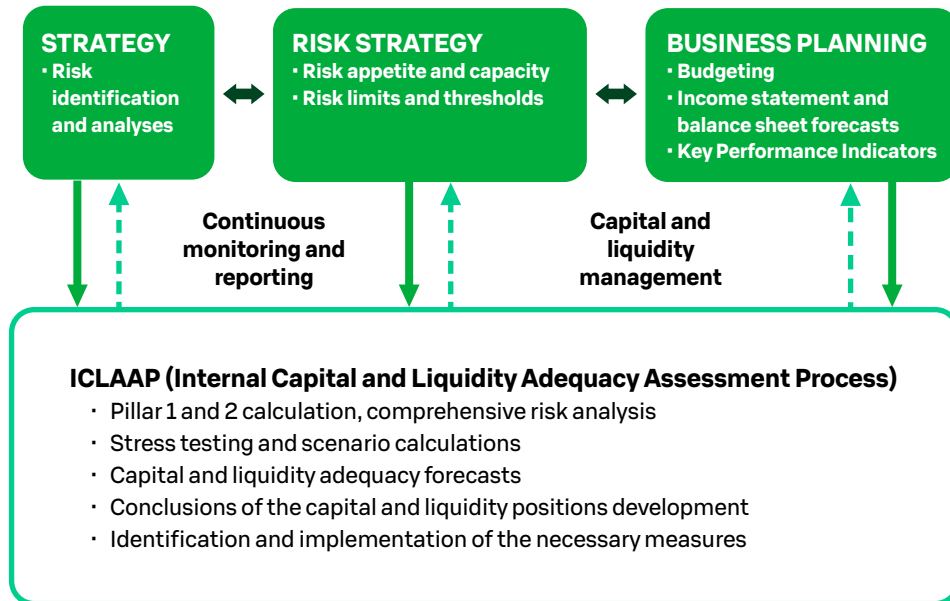 STRATEGY
· Risk
identification
and analyses
RISK STRATEGY
· Risk appetite and capacity
· Risk limits and thresholds
BUSINESS PLANNING
· Budgeting
· Income statement and
balance sheet forecasts
· Key Performance Indicators
Continuous
monitoring and
reporting
Capital and
liquidity
management
ICLAAP (Internal Capital and Liquidity Adequacy Assessment Process)
· Pillar 1 and 2 calculation, comprehensive risk analysis
· Stress testing and scenario calculations
· Capital and liquidity adequacy forecasts
· Conclusions of the capital and liquidity positions development
· Identification and implementation of the necessary measures